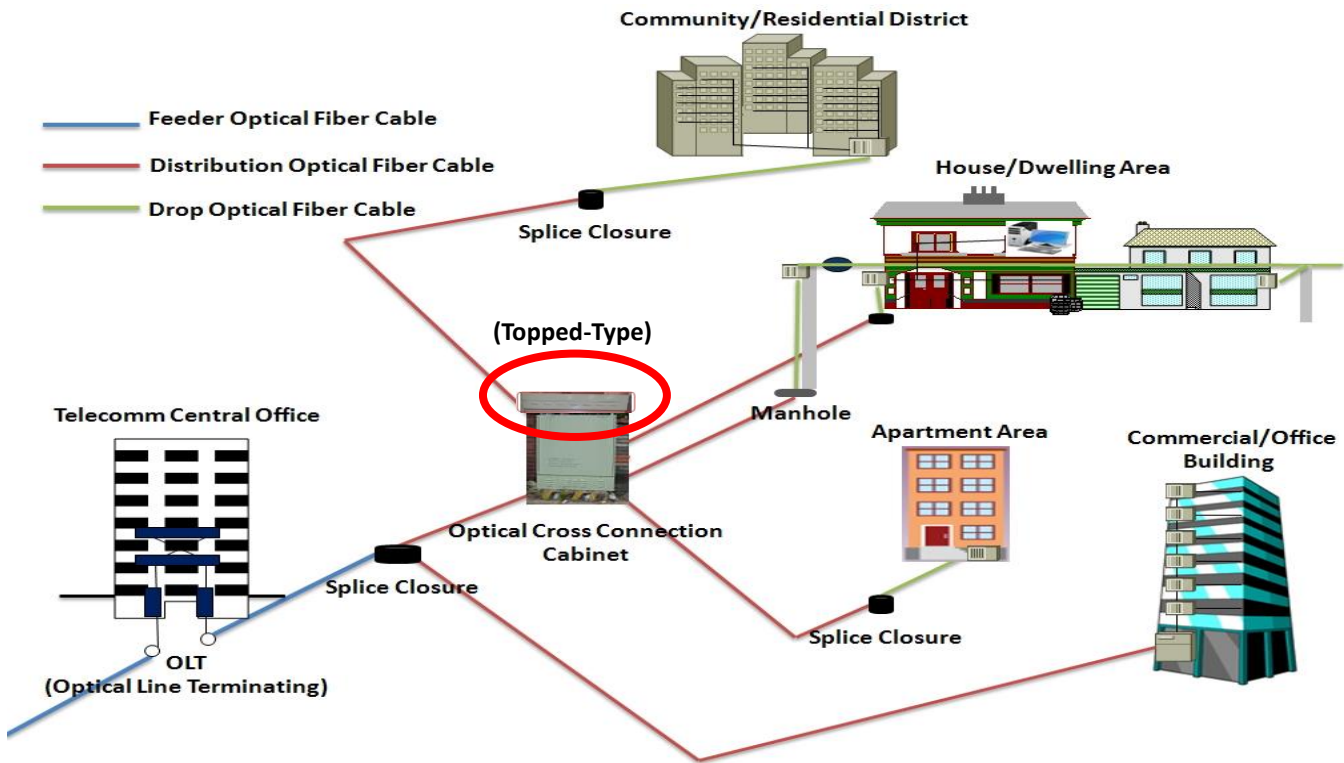 Community/Residential District
Feeder Optical Fiber Cable
Distribution Optical Fiber Cable
Drop Optical Fiber Cable
House/Dwelling Area
Splice Closure
(Topped-Type)
Telecomm Central Office
Manhole
Apartment Area
Commercial/Office
Building
Optical Cross Connection
Cabinet
Splice Closure
Splice Closure
OLT
(Optical Line Terminating)